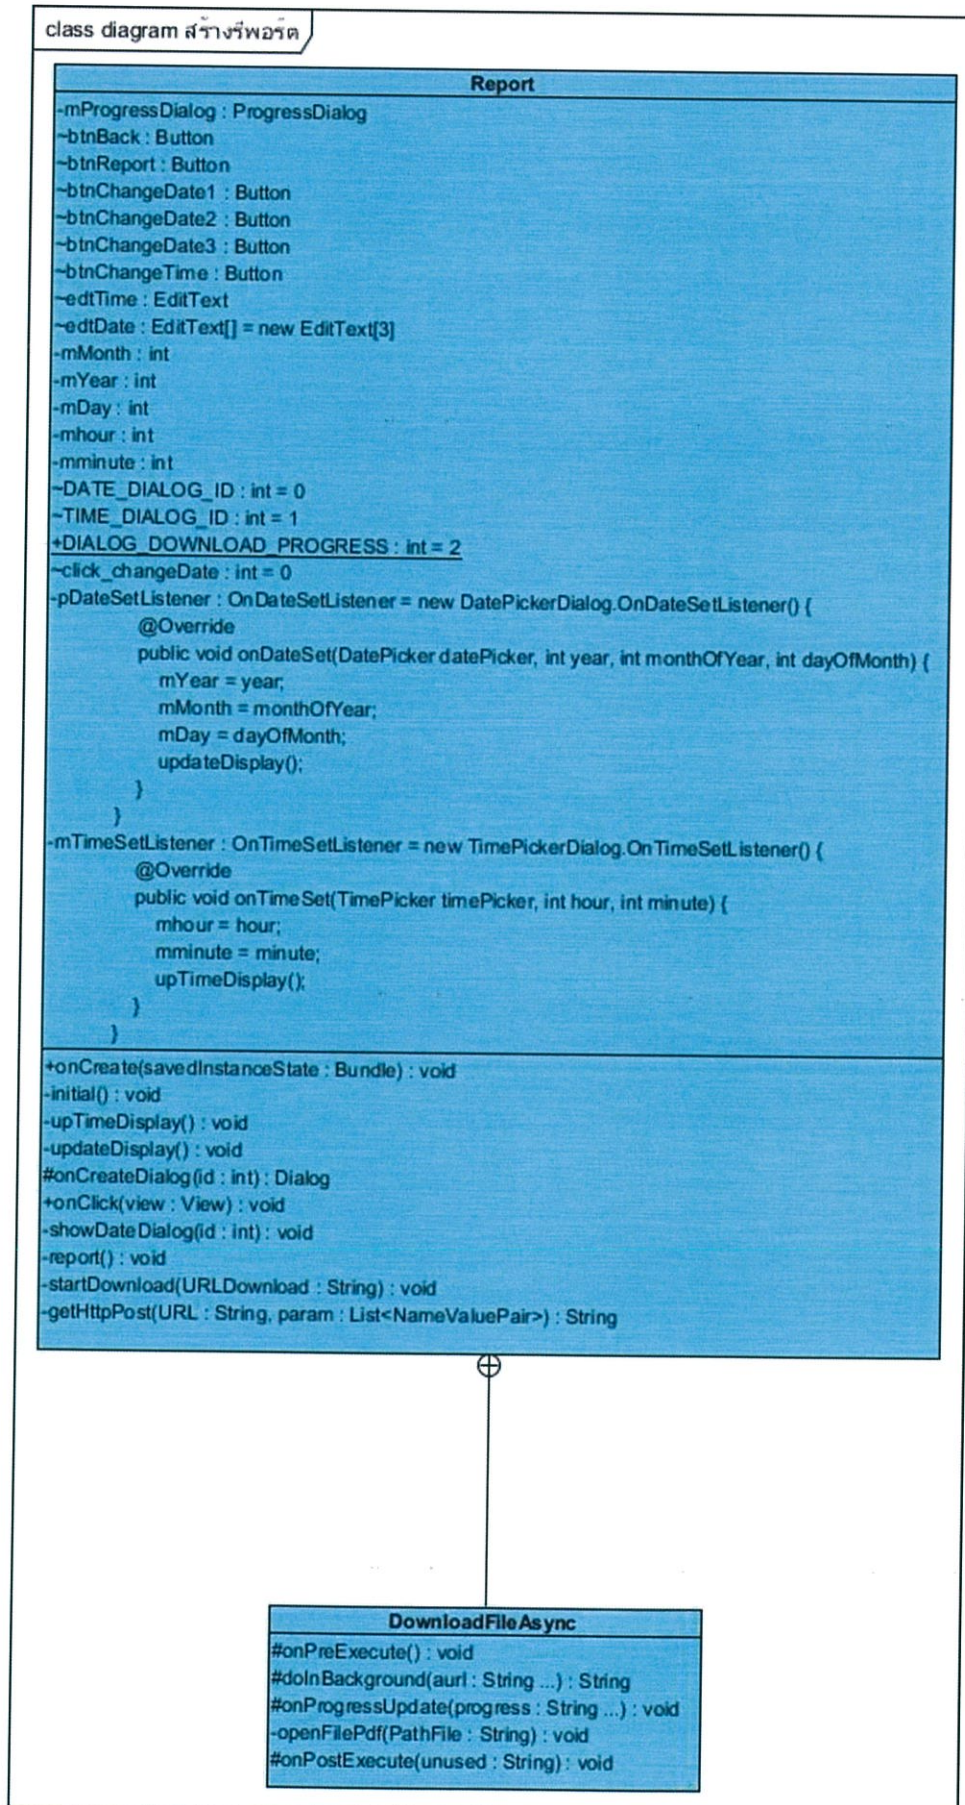 class diagram สร้างรีพอร์ต
Report
-mProgressDialog : ProgressDialog
~btnBack : Button
~btnReport : Button
~btnChangeDate1 : Button
~btnChangeDate2 : Button
~btnChangeDate3 : Button
~btnChangeTime : Button
~edtTime : EditText
~edtDate : EditText[] = new EditText[3]
-mMonth : int
-mYear : int
-mDay : int
-mhour : int
-mminute : int
~DATE_DIALOG_ID : int = 0
~TIME_DIALOG_ID : int = 1
+DIALOG_DOWNLOAD_PROGRESS : int = 2
~click_changeDate : int = 0
-pDateSetListener : OnDateSetListener = new DatePickerDialog.OnDateSetListener() {
@Override
public void onDateSet(DatePicker datePicker, int year, int monthOfYear, int dayOfMonth) {
mYear = year;
mMonth = monthOfYear;
mDay = dayOfMonth;
updateDisplay();
}
}
-mTimeSetListener : OnTimeSetListener = new TimePickerDialog.OnTimeSetListener() {
@Override
public void onTimeSet(TimePicker timePicker, int hour, int minute) {
mhour = hour;
mminute = minute;
upTimeDisplay();
}
}
+onCreate(savedInstanceState : Bundle) : void
-initial() : void
-upTimeDisplay() : void
-updateDisplay() : void
#onCreateDialog(id : int) : Dialog
+onClick(view : View) : void
-showDateDialog(id : int) : void
-report() : void
-startDownload(URLDownload : String) : void
-getHttpPost(URL : String, param : List<NameValuePair>) : String
DownloadFileAsync
#onPreExecute() : void
#doInBackground(aurl : String ...) : String
#onProgressUpdate(progress : String ...) : void
-openFilePdf(PathFile : String) : void
#onPostExecute(unused : String) : void